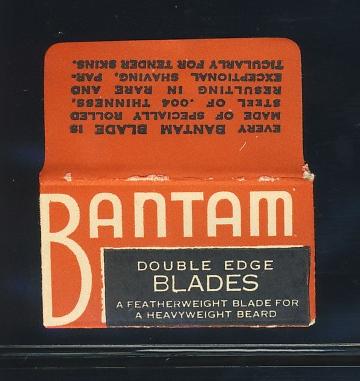 EVERY BANTAM BLADE IS
MADE OF SPECIALLY ROLLED
STEEL OF .004 THINNESS,
RESULTING IN RARE AND
EXCEPTIONAL SHAVING, PAR-
TICULARLY FOR TENDER SKINS.
BANTAM
DOUBLE EDGE
BLADES
A FEATHERWEIGHT BLADE FOR
A HEAVYWEIGHT BEARD